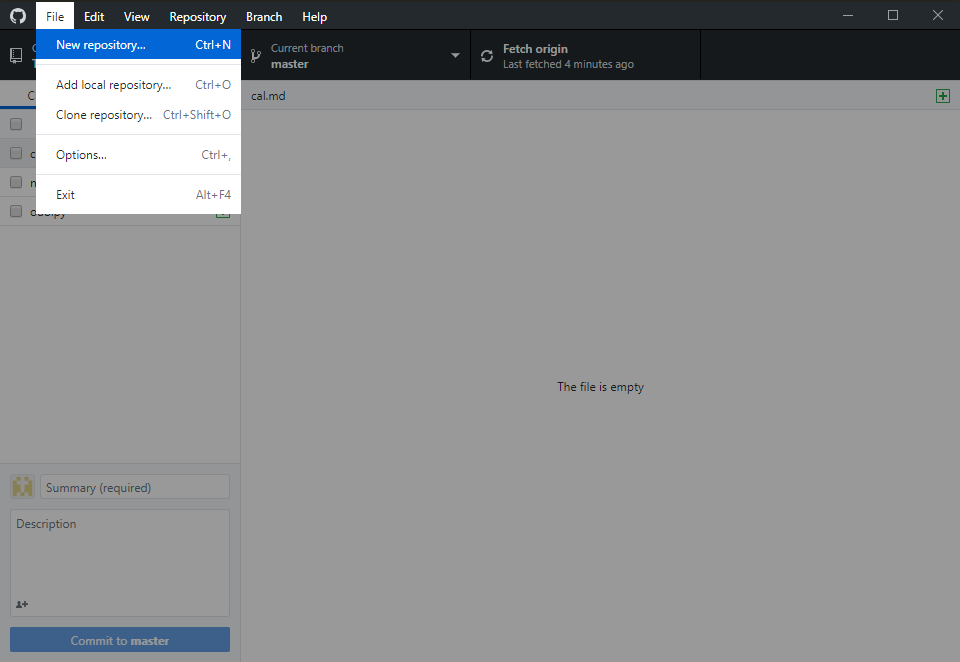 File Edit View Repository Branch Help
New repository... Ctrl+N
Add local repository... Ctrl+O
Clone repository... Ctrl+Shift+O
Options... Ctrl+,
Exit Alt+F4
Current branch
master
Fetch origin
Last fetched 4 minutes ago
cal.md
The file is empty
Summary (required)
Description
Commit to master